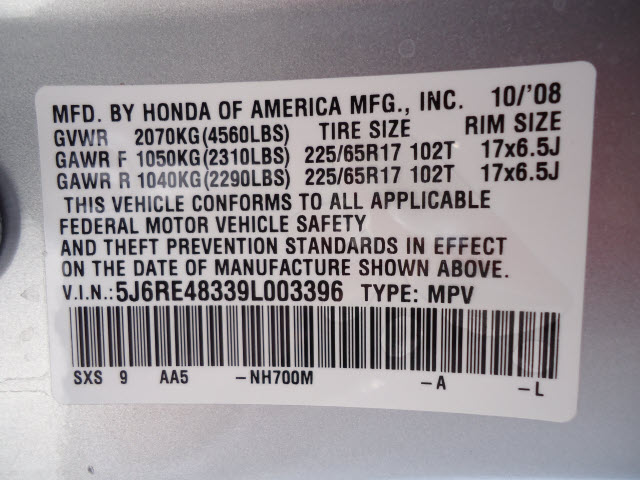 MFD. BY HONDA OF AMERICA MFG., INC. 10/'08
GVWR 2070KG(4560LBS) TIRE SIZE RIM SIZE
GAWR F 1050KG(2310LBS) 225/65R17 102T 17x6.5J
GAWR R 1040KG(2290LBS) 225/65R17 102T 17x6.5J
THIS VEHICLE CONFORMS TO ALL APPLICABLE
FEDERAL MOTOR VEHICLE SAFETY
AND THEFT PREVENTION STANDARDS IN EFFECT
ON THE DATE OF MANUFACTURE SHOWN ABOVE.
V.I.N.:5J6RE48339L003396 TYPE: MPV
SXS 9 AA5 -NH700M -A -L